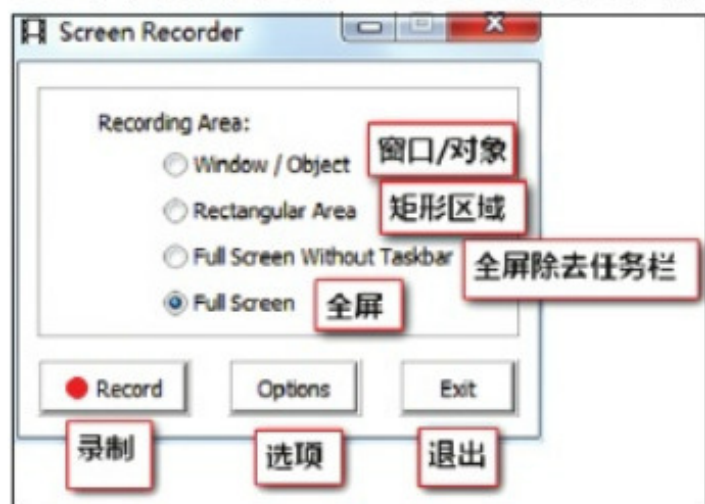 Screen Recorder
Recording Area:
Window / Object
窗口/对象
Rectangular Area
矩形区域
Full Screen Without Taskbar
全屏除去任务栏
Full Screen
全屏
Record
Options
Exit
录制
选项
退出